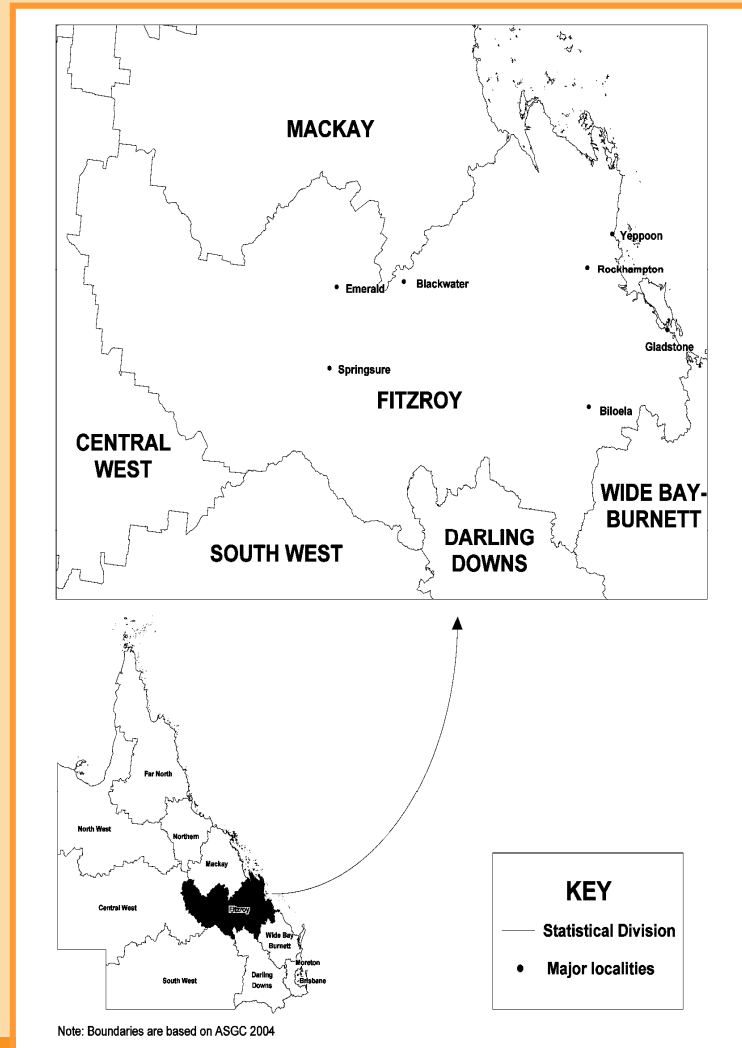 MACKAY
Yeppoon
Rockhampton
Emerald
Blackwater
Gladstone
Springsure
FITZROY
Biloela
CENTRAL
WEST
WIDE BAY-
BURNETT
SOUTH WEST
DARLING
DOWNS
Far North
North West
Northern
Mackay
Central West
Fitzroy
Wide Bay
Burnett
Moreton
South West
Darling
Downs
Brisbane
KEY
Statistical Division
Major localities
Note: Boundaries are based on ASGC 2004